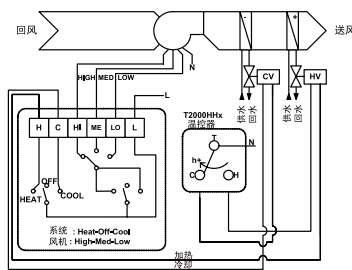 回风
送风
- +
HIGH MED LOW N
CV HV
供水 回水 供水 回水
L
T2000HHx
温控器
H C HI ME LO L
T
N
h+
C H
OFF
HEAT COOL
系统 : Heat-Off-Cool
风机 : High-Med-Low
加热
冷却